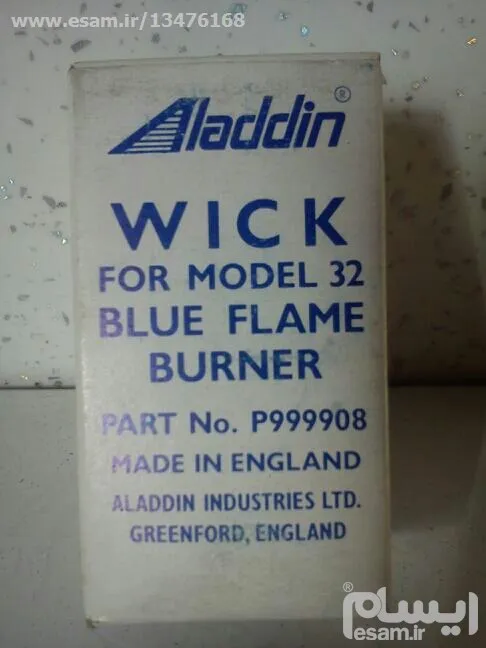 www.esam.ir/13476168
Aladdin®
WICK
FOR MODEL 32
BLUE FLAME
BURNER
PART No. P999908
MADE IN ENGLAND
ALADDIN INDUSTRIES LTD.
GREENFORD, ENGLAND
ایسام®
esam.ir